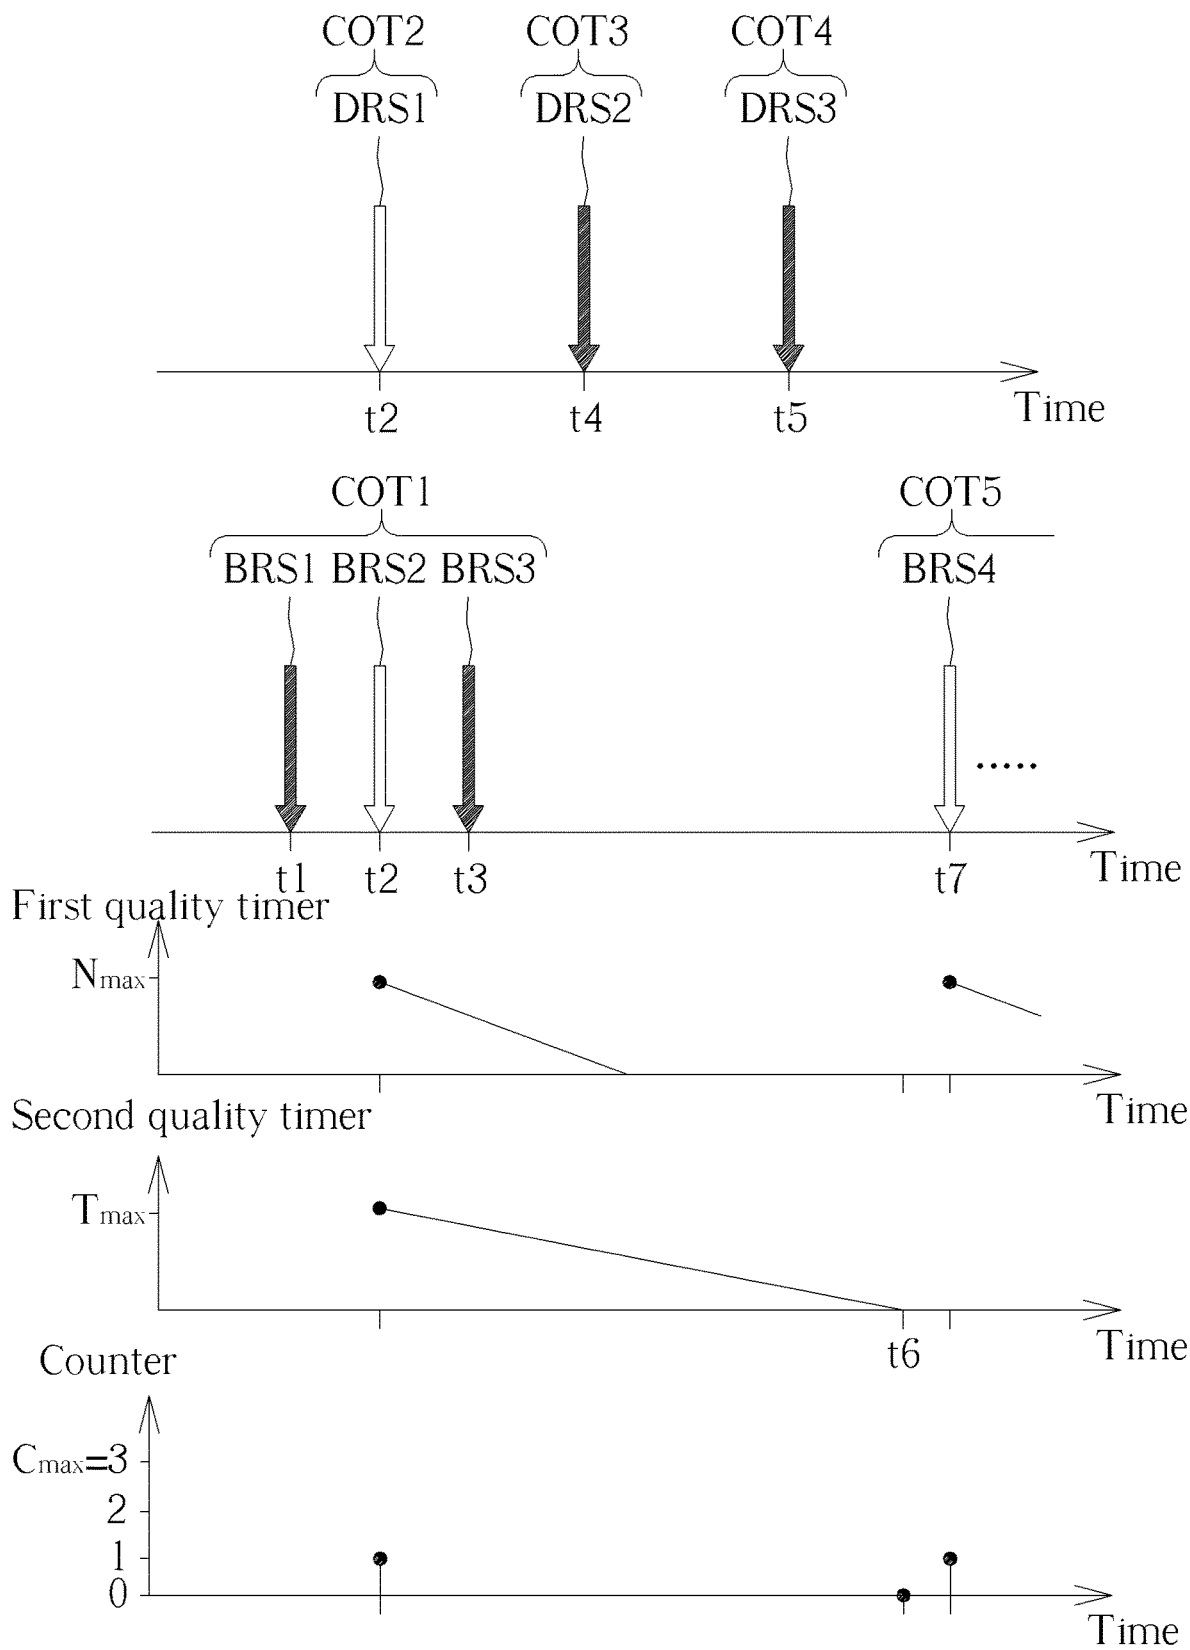 COT2 COT3 COT4
DRS1 DRS2 DRS3
t2 t4 t5 Time
COT1 COT5
BRS1 BRS2 BRS3 BRS4
.....
t1 t2 t3 t7 Time
First quality timer
Nmax
Time
Second quality timer
Tmax
t6 Time
Counter
Cmax=3
2
1
0
Time